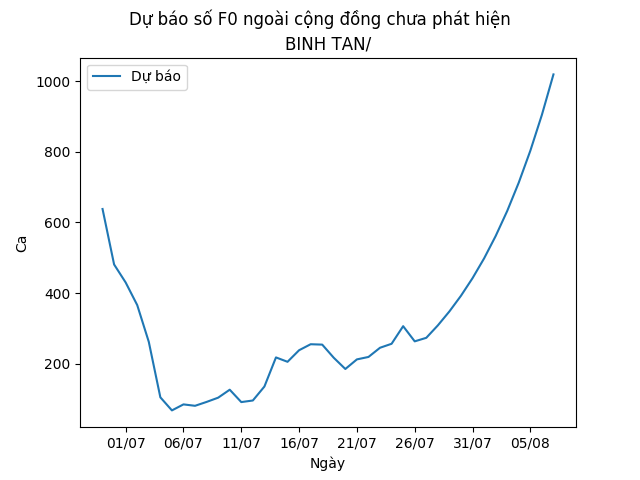 Dự báo số F0 ngoài cộng đồng chưa phát hiện
BINH TAN/
Dự báo
1000
800
600
400
200
Ca
01/07 06/07 11/07 16/07 21/07 26/07 31/07 05/08
Ngày